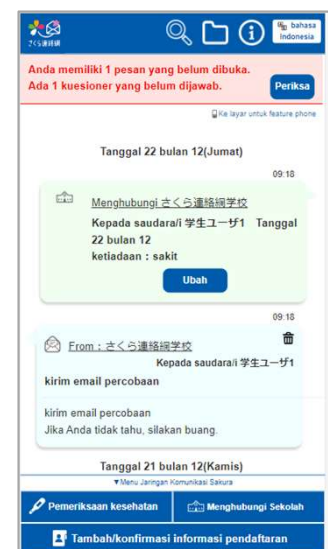 さくら連絡網
bahasa
Indonesia
Anda memiliki 1 pesan yang belum dibuka.
Ada 1 kuesioner yang belum dijawab.
Periksa
Ke layar untuk feature phone
Tanggal 22 bulan 12(Jumat)
09:18
Menghubungi さくら連絡網学校
Kepada saudara/i 学生ユーザ1 Tanggal
22 bulan 12
ketiadaan : sakit
Ubah
09:18
From : さくら連絡網学校
Kepada saudara/i 学生ユーザ1
kirim email percobaan
kirim email percobaan
Jika Anda tidak tahu, silakan buang.
Tanggal 21 bulan 12(Kamis)
▼Menu Jaringan Komunikasi Sakura
Pemeriksaan kesehatan
Menghubungi Sekolah
Tambah/konfirmasi informasi pendaftaran